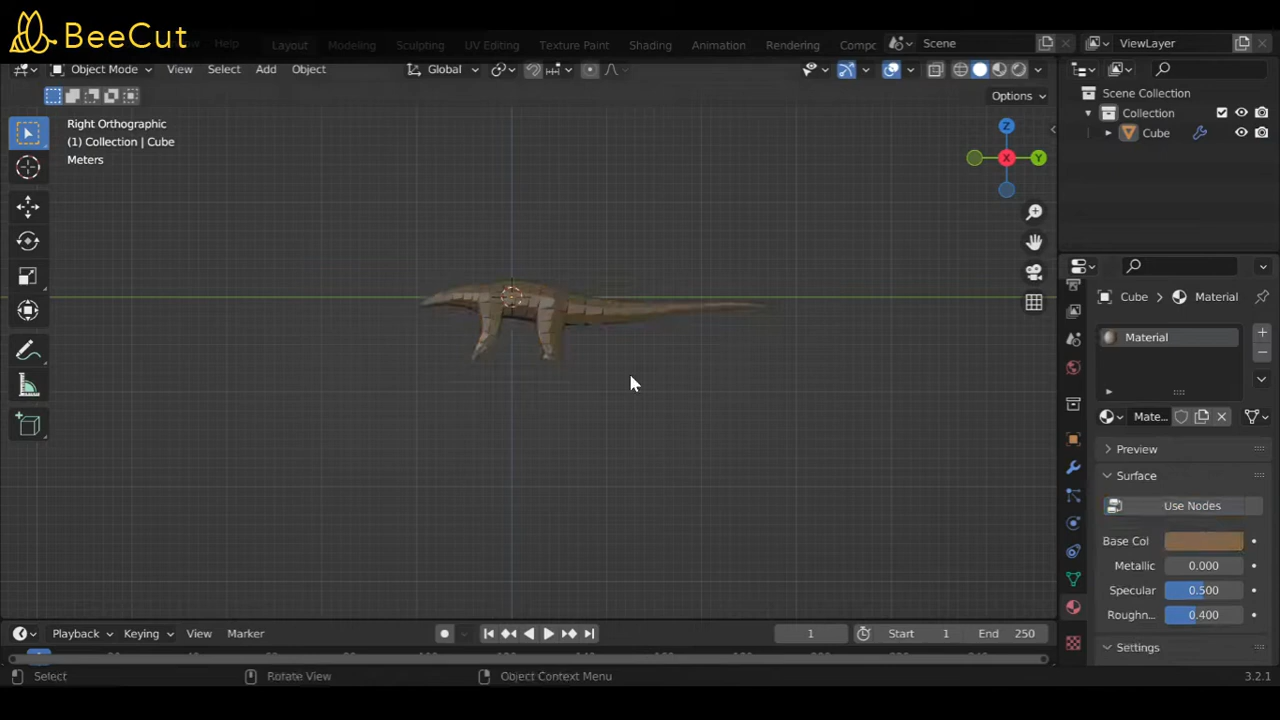 BeeCut
Help Layout Modeling Sculpting UV Editing Texture Paint Shading Animation Rendering Compc Scene ViewLayer
Object Mode View Select Add Object Global
Options
Right Orthographic
(1) Collection | Cube
Meters
Z
X
Y
Scene Collection
Collection
Cube
Cube > Material
Material
Mate...
Preview
Surface
Use Nodes
Base Col
Metallic 0.000
Specular 0.500
Roughn... 0.400
Settings
Playback Keying View Marker 1 Start 1 End 250
Select Rotate View Object Context Menu 3.2.1